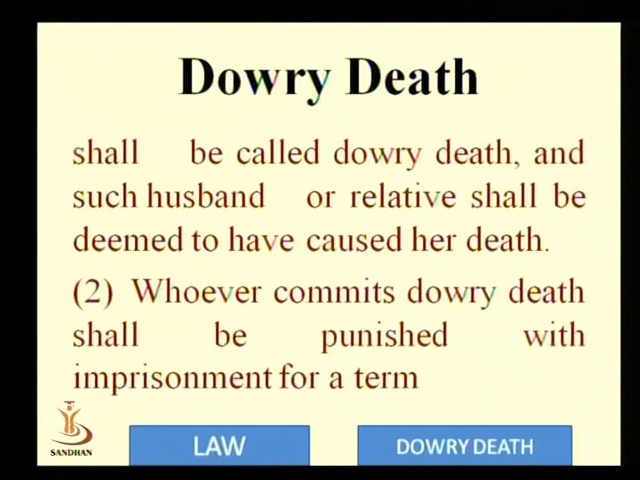 Dowry Death
shall be called dowry death, and
such husband or relative shall be
deemed to have caused her death.
(2) Whoever commits dowry death
shall be punished with
imprisonment for a term
SANDHAN
LAW
DOWRY DEATH